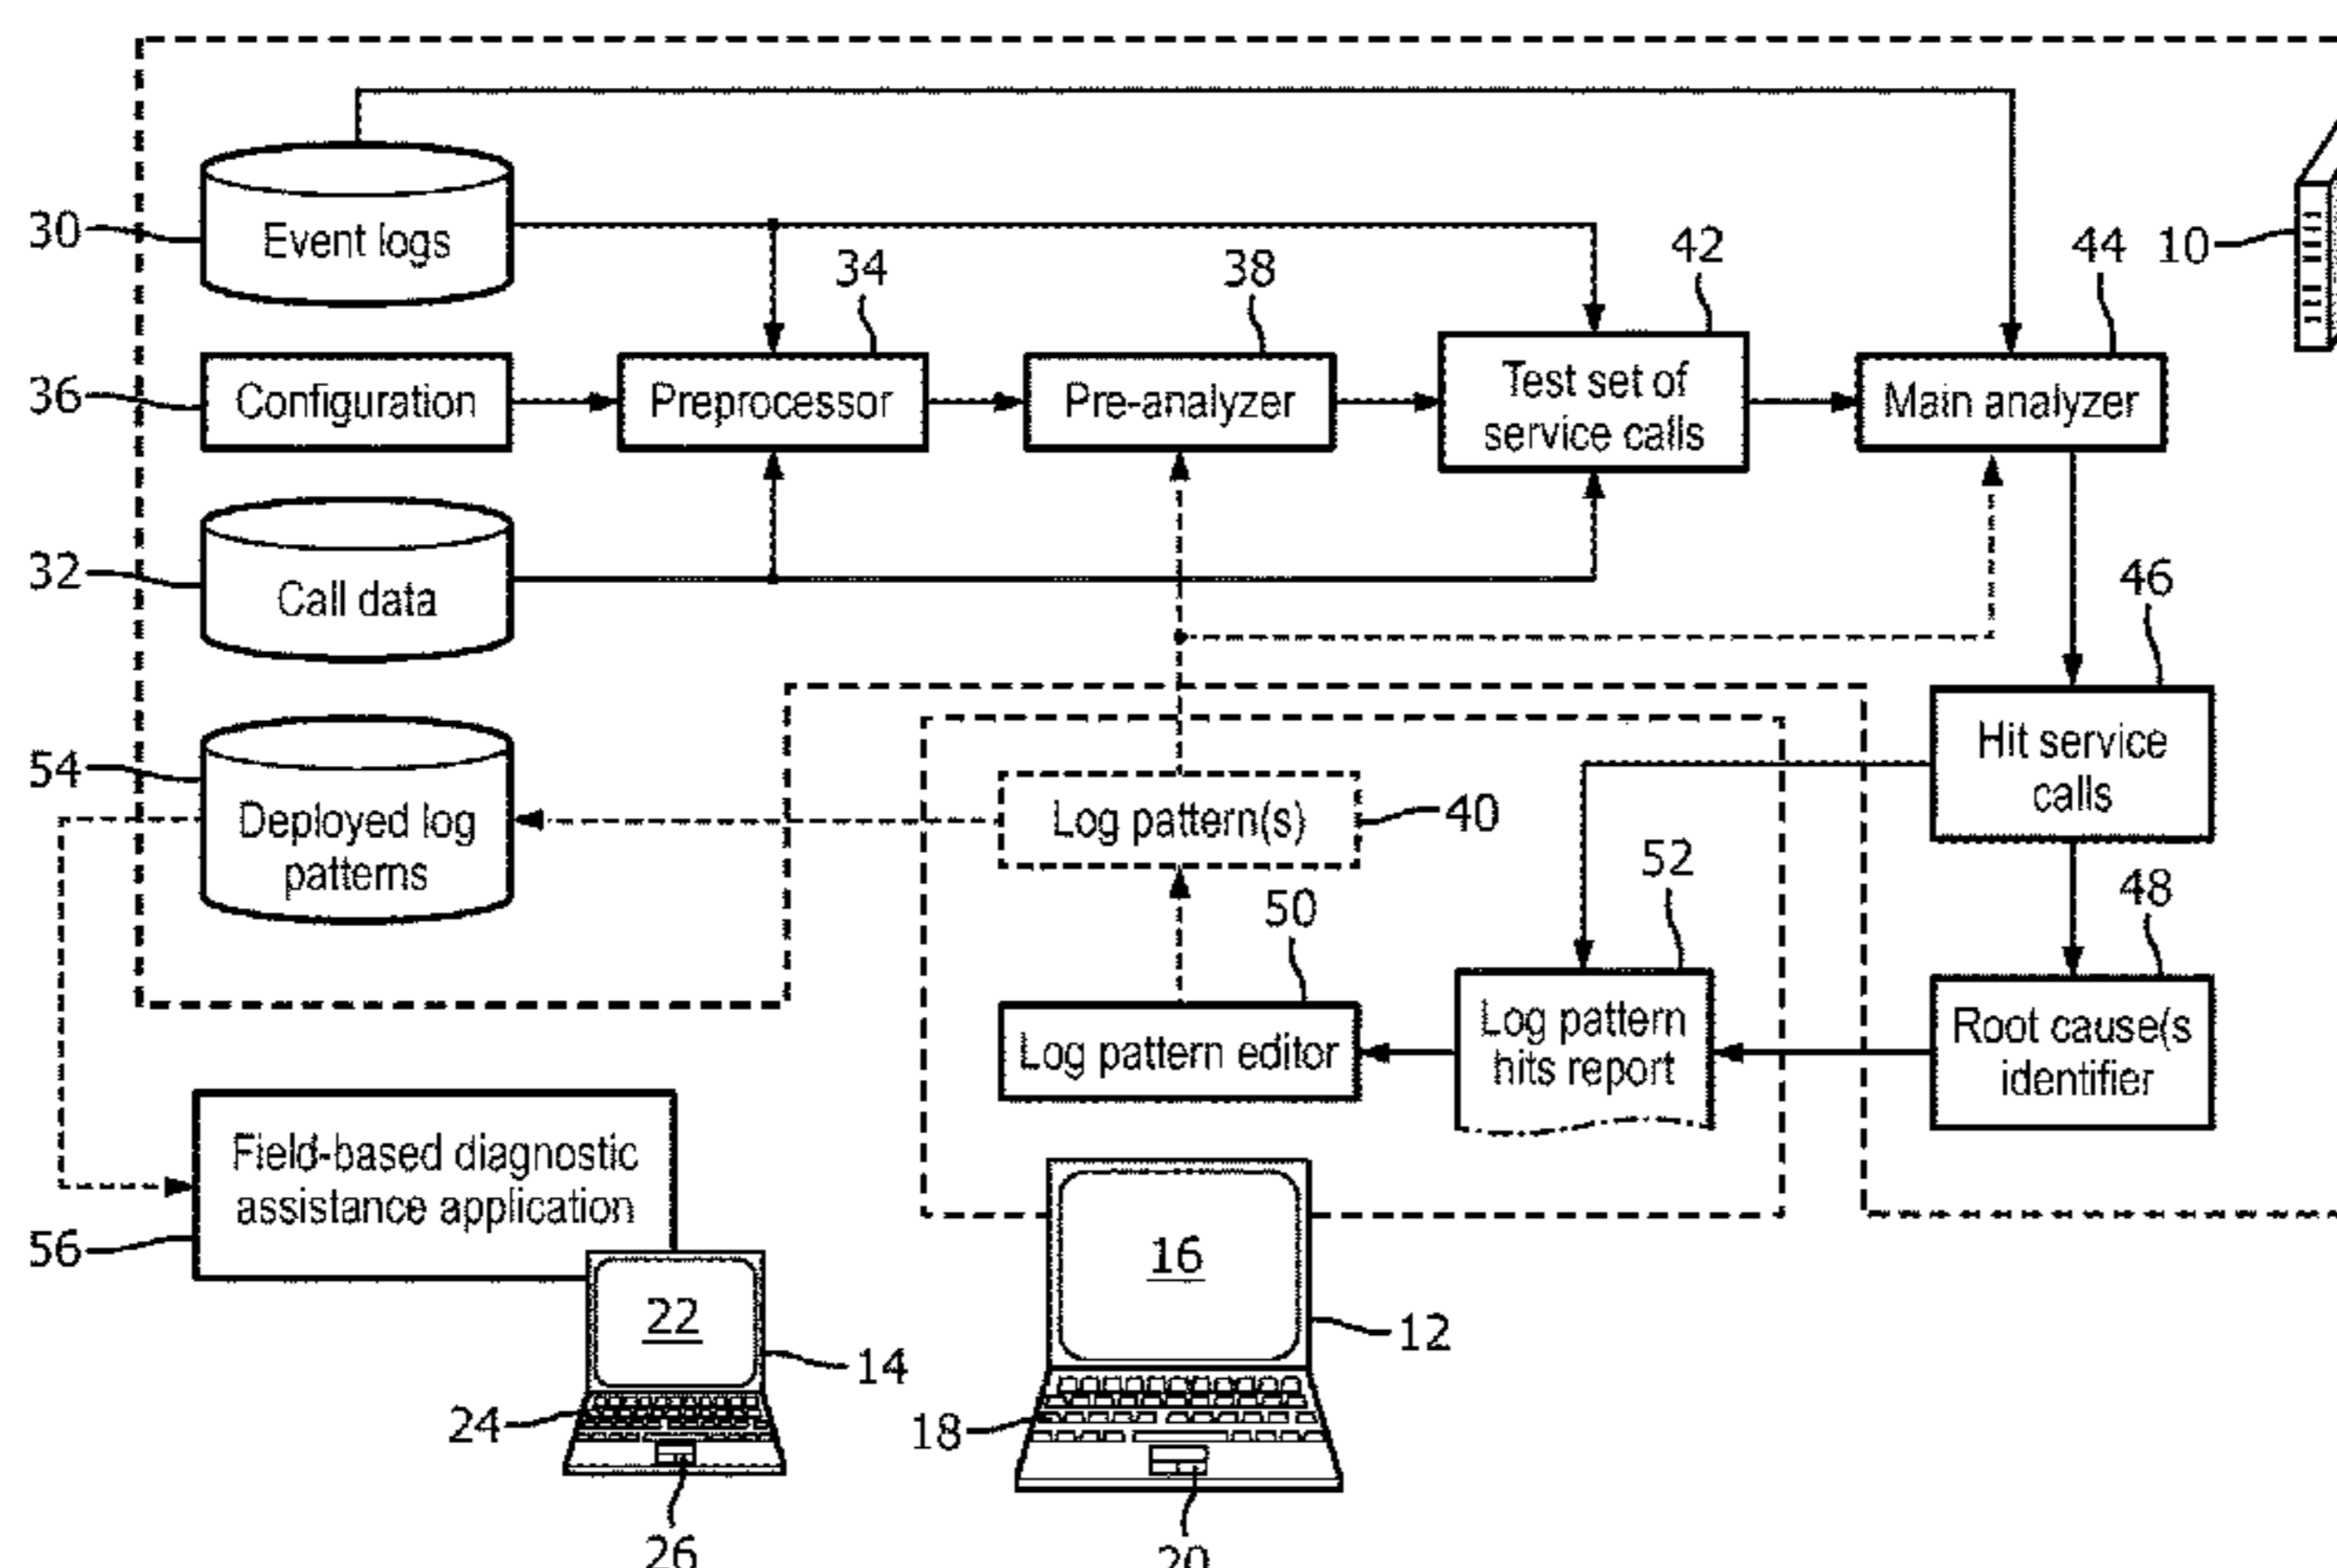 30
Event logs
34
38
42
44
10
36
Configuration
Preprocessor
Pre-analyzer
Test set of
service calls
Main analyzer
32
Call data
46
54
Deployed log
patterns
Log pattern(s)
40
Hit service
calls
52
50
48
Log pattern editor
Log pattern
hits report
Root cause(s
identifier
Field-based diagnostic
assistance application
56
16
22
12
14
24
18
26
20